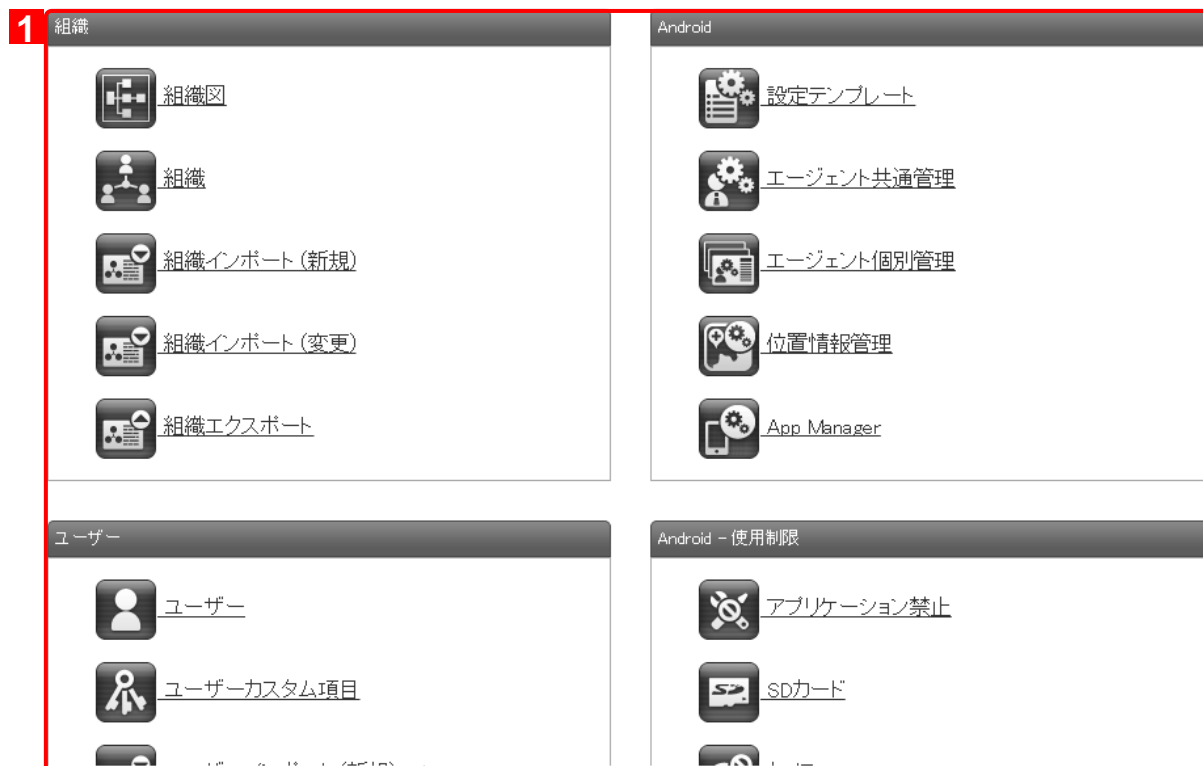 1
組織
組織図
組織
組織インポート (新規)
組織インポート (変更)
組織エクスポート
Android
設定テンプレート
エージェント共通管理
エージェント個別管理
位置情報管理
App Manager
ユーザー
ユーザー
ユーザーカスタム項目
Android - 使用制限
アプリケーション禁止
SDカード